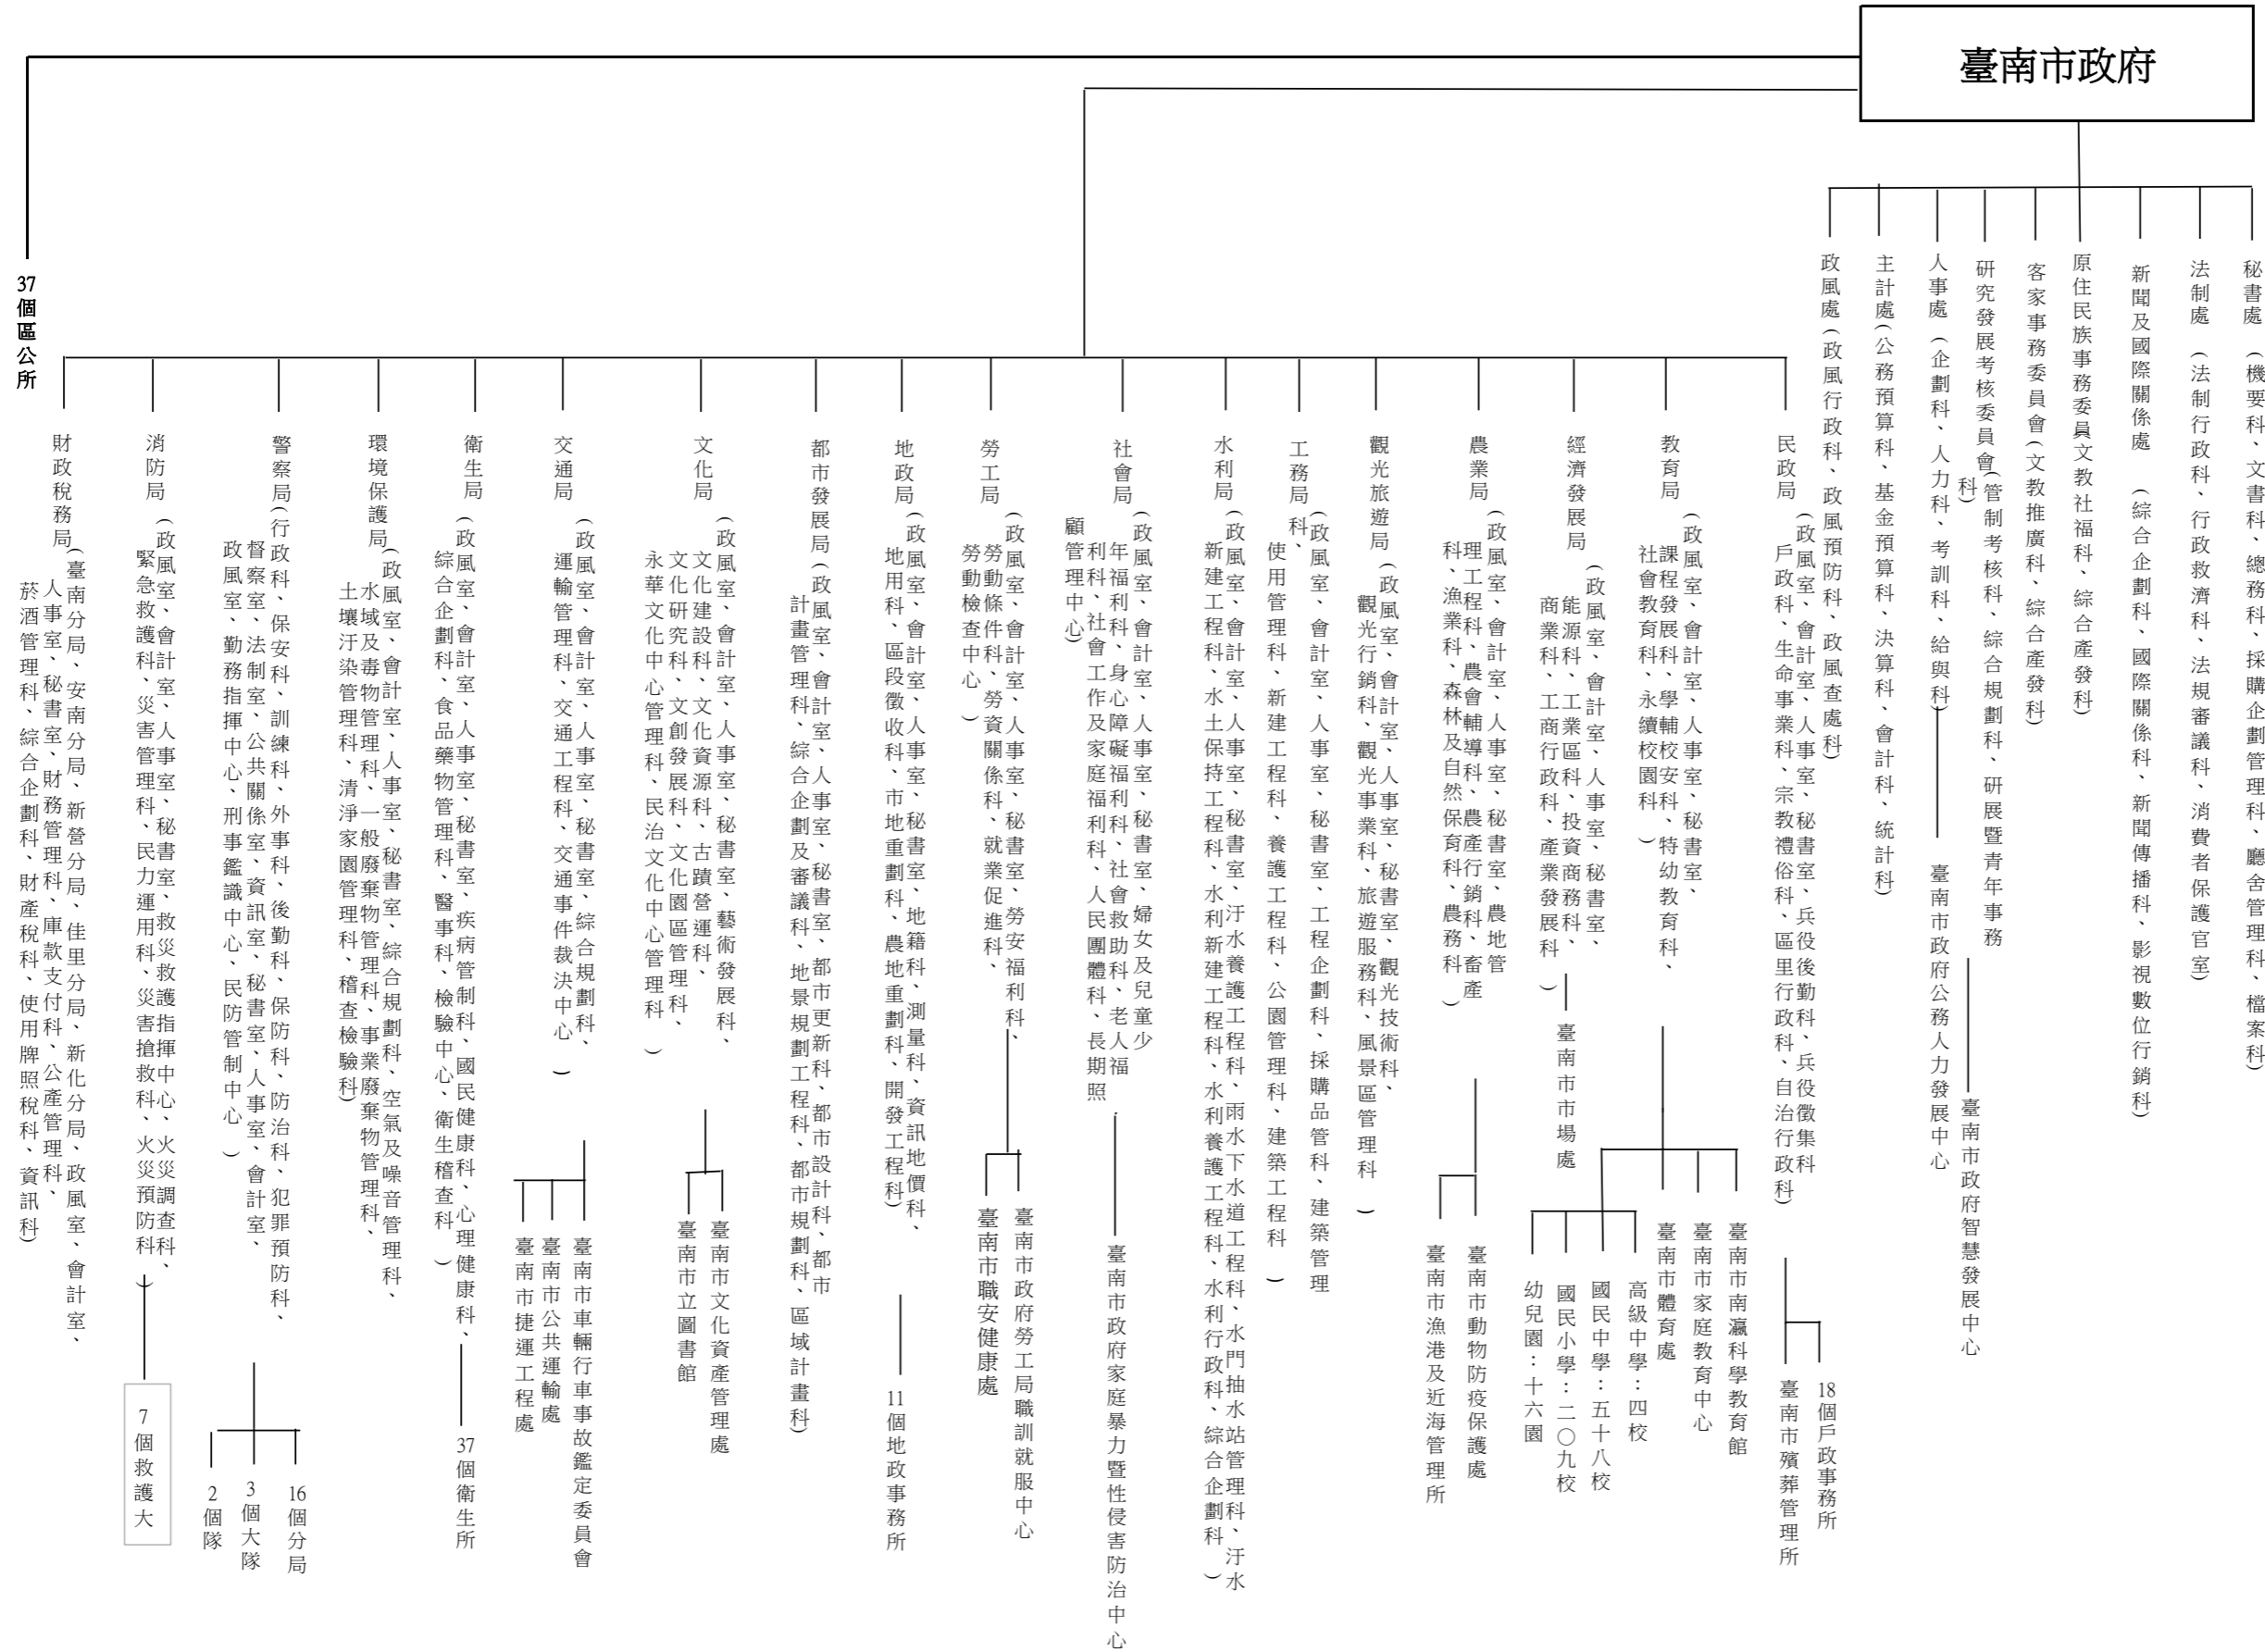 臺南市政府
秘書處
(機要科、文書科、總務科、採購企劃管理科、廳舍管理科、檔案科)
法制處
(法制行政科、行政救濟科、法規審議科、消費者保護官室)
新聞及國際關係處
(綜合企劃科、國際關係科、新聞傳播科、影視數位行銷科)
原住民族事務委員文教社福科、綜合產發科)
客家事務委員會(文教推廣科、綜合產發科)
研究發展考核委員會(管制考核科、綜合規劃科、研展暨青年事務
科)
臺南市政府智慧發展中心
人事處
(企劃科、人力科、考訓科、給與科)
臺南市政府公務人力發展中心
主計處(公務預算科、基金預算科、決算科、會計科、統計科)
政風處(政風行政科、政風預防科、政風查處科)
民政局
(政風室、會計室、人事室、秘書室、兵役後勤科、兵役徵集科
戶政科、生命事業科、宗教禮俗科、區里行政科、自治行政科)
18個戶政事務所
臺南市殯葬管理所
教育局
(政風室、會計室、人事室、秘書室、
課程發展科、學輔校安科、特幼教育科、
社會教育科、永續校園科)
臺南市南瀛科學教育館
臺南市家庭教育中心
臺南市體育處
高級中學：四校
國民中學：五十八校
國民小學：二〇九校
幼兒園：十六園
經濟發展局
(政風室、會計室、人事室、秘書室、
能源科、工業區科、投資商務科、
商業科、工商行政科、產業發展科)
臺南市市場處
農業局
(政風室、會計室、人事室、秘書室、農地管
理工程科、農會輔導科、農產行銷科、畜產
科、漁業科、森林及自然保育科、農務科)
臺南市動物防疫保護處
臺南市漁港及近海管理所
觀光旅遊局
(政風室、會計室、人事室、秘書室、觀光技術科、
觀光行銷科、觀光事業科、旅遊服務科、風景區管理科)
工務局
(政風室、會計室、人事室、秘書室、工程企劃科、採購品管科、建築管理
科、
使用管理科、新建工程科、養護工程科、公園管理科、建築工程科)
水利局
(政風室、會計室、人事室、秘書室、汙水養護工程科、雨水下水道工程科、水門抽水站管理科、汙水
新建工程科、水土保持工程科、水利新建工程科、水利養護工程科、水利行政科、綜合企劃科)
社會局
(政風室、會計室、人事室、秘書室、婦女及兒童少
年福利科、身心障礙福利科、社會救助科、老人福
利科、社會工作及家庭福利科、人民團體科、長期照
顧管理中心)
臺南市政府家庭暴力暨性侵害防治中心
勞工局
(政風室、會計室、人事室、秘書室、勞安福利科、
勞動條件科、勞資關係科、就業促進科、
勞動檢查中心)
臺南市政府勞工局職訓就服中心
臺南市職安健康處
地政局
(政風室、會計室、人事室、秘書室、地籍科、測量科、資訊地價科、
地用科、區段徵收科、市地重劃科、農地重劃科、開發工程科)
11個地政事務所
都市發展局
(政風室、會計室、人事室、秘書室、都市更新科、都市設計科、都市
計畫管理科、綜合企劃及審議科、地景規劃工程科、都市規劃科、區域計畫科)
文化局
(政風室、會計室、人事室、秘書室、藝術發展科、
文化建設科、文化資源科、古蹟營運科、
文化研究科、文創發展科、文化園區管理科、
永華文化中心管理科、民治文化中心管理科)
臺南市文化資產管理處
臺南市立圖書館
交通局
(政風室、會計室、人事室、秘書室、綜合規劃科、
運輸管理科、交通工程科、交通事件裁決中心)
臺南市車輛行車事故鑑定委員會
臺南市公共運輸處
臺南市捷運工程處
衛生局
(政風室、會計室、人事室、秘書室、疾病管制科、國民健康科、心理健康科、
綜合企劃科、食品藥物管理科、醫事科、檢驗中心、衛生稽查科)
37個衛生所
環境保護局
(政風室、會計室、人事室、秘書室、綜合規劃科、空氣及噪音管理科、
水域及毒物管理科、一般廢棄物管理科、事業廢棄物管理科、
土壤汙染管理科、清淨家園管理科、稽查檢驗科)
警察局
(行政科、保安科、訓練科、外事科、後勤科、保防科、防治科、犯罪預防科、
督察室、法制室、公共關係室、資訊室、秘書室、人事室、會計室、
政風室、勤務指揮中心、刑事鑑識中心、民防管制中心)
16個分局
3個大隊
2個隊
消防局
(政風室、會計室、人事室、秘書室、救災救護指揮中心、火災調查科、
緊急救護科、災害管理科、民力運用科、災害搶救科、火災預防科)
7個救護大
財政稅務局
(臺南分局、安南分局、新營分局、佳里分局、新化分局、政風室、會計室、
人事室、秘書室、財務管理科、庫款支付科、公產管理科、
菸酒管理科、綜合企劃科、財產稅科、使用牌照稅科、資訊科)
37個區公所